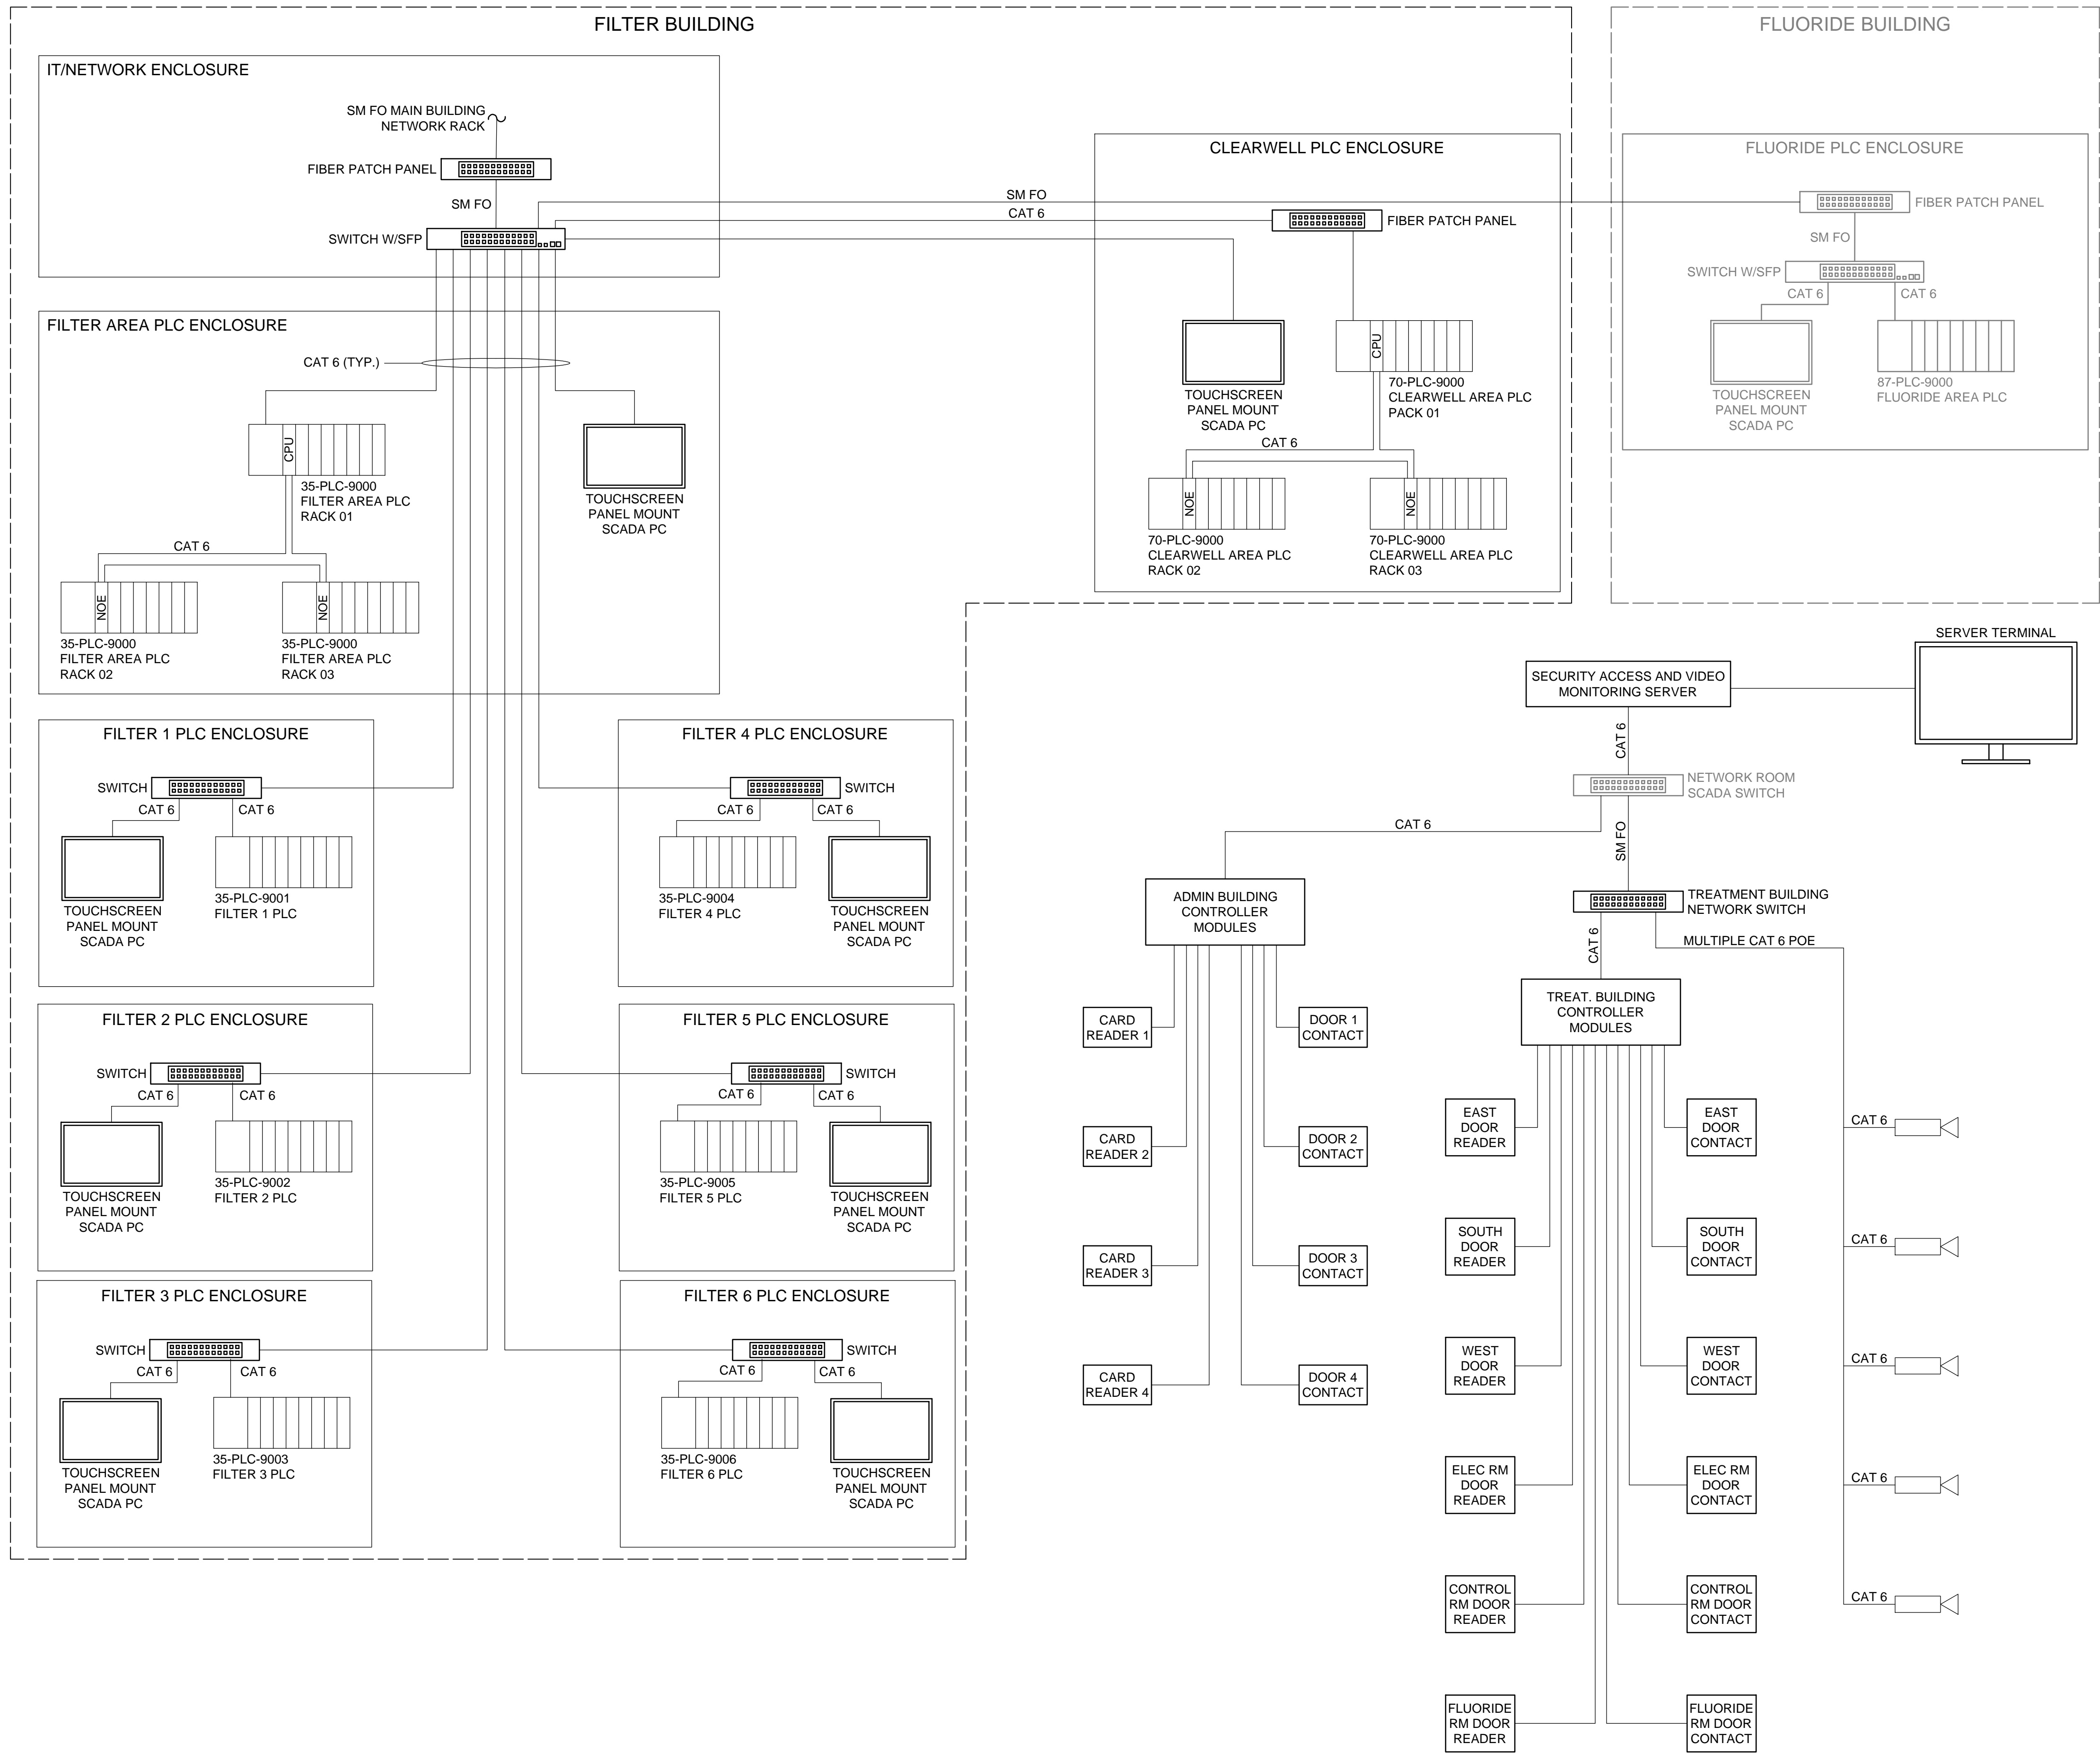 FILTER BUILDING
IT/NETWORK ENCLOSURE
SM FO MAIN BUILDING
NETWORK RACK
FIBER PATCH PANEL
SM FO
SWITCH W/SFP
SM FO
CAT 6
CLEARWELL PLC ENCLOSURE
FIBER PATCH PANEL
TOUCHSCREEN
PANEL MOUNT
SCADA PC
CPU
70-PLC-9000
CLEARWELL AREA PLC
PACK 01
CAT 6
NOE
70-PLC-9000
CLEARWELL AREA PLC
RACK 02
NOE
70-PLC-9000
CLEARWELL AREA PLC
RACK 03
FLUORIDE BUILDING
FLUORIDE PLC ENCLOSURE
FIBER PATCH PANEL
SM FO
SWITCH W/SFP
CAT 6
CAT 6
TOUCHSCREEN
PANEL MOUNT
SCADA PC
87-PLC-9000
FLUORIDE AREA PLC
FILTER AREA PLC ENCLOSURE
CAT 6 (TYP.)
CPU
35-PLC-9000
FILTER AREA PLC
RACK 01
TOUCHSCREEN
PANEL MOUNT
SCADA PC
CAT 6
NOE
35-PLC-9000
FILTER AREA PLC
RACK 02
NOE
35-PLC-9000
FILTER AREA PLC
RACK 03
FILTER 1 PLC ENCLOSURE
SWITCH
CAT 6
CAT 6
TOUCHSCREEN
PANEL MOUNT
SCADA PC
35-PLC-9001
FILTER 1 PLC
FILTER 4 PLC ENCLOSURE
SWITCH
CAT 6
CAT 6
35-PLC-9004
FILTER 4 PLC
TOUCHSCREEN
PANEL MOUNT
SCADA PC
FILTER 2 PLC ENCLOSURE
SWITCH
CAT 6
CAT 6
TOUCHSCREEN
PANEL MOUNT
SCADA PC
35-PLC-9002
FILTER 2 PLC
FILTER 5 PLC ENCLOSURE
SWITCH
CAT 6
CAT 6
35-PLC-9005
FILTER 5 PLC
TOUCHSCREEN
PANEL MOUNT
SCADA PC
FILTER 3 PLC ENCLOSURE
SWITCH
CAT 6
CAT 6
TOUCHSCREEN
PANEL MOUNT
SCADA PC
35-PLC-9003
FILTER 3 PLC
FILTER 6 PLC ENCLOSURE
SWITCH
CAT 6
CAT 6
35-PLC-9006
FILTER 6 PLC
TOUCHSCREEN
PANEL MOUNT
SCADA PC
SERVER TERMINAL
SECURITY ACCESS AND VIDEO
MONITORING SERVER
CAT 6
NETWORK ROOM
SCADA SWITCH
CAT 6
SM FO
TREATMENT BUILDING
NETWORK SWITCH
CAT 6
MULTIPLE CAT 6 POE
ADMIN BUILDING
CONTROLLER
MODULES
CARD
READER 1
DOOR 1
CONTACT
CARD
READER 2
DOOR 2
CONTACT
CARD
READER 3
DOOR 3
CONTACT
CARD
READER 4
DOOR 4
CONTACT
TREAT. BUILDING
CONTROLLER
MODULES
EAST
DOOR
READER
EAST
DOOR
CONTACT
CAT 6
SOUTH
DOOR
READER
SOUTH
DOOR
CONTACT
CAT 6
WEST
DOOR
READER
WEST
DOOR
CONTACT
CAT 6
ELEC RM
DOOR
READER
ELEC RM
DOOR
CONTACT
CAT 6
CONTROL
RM DOOR
READER
CONTROL
RM DOOR
CONTACT
CAT 6
FLUORIDE
RM DOOR
READER
FLUORIDE
RM DOOR
CONTACT